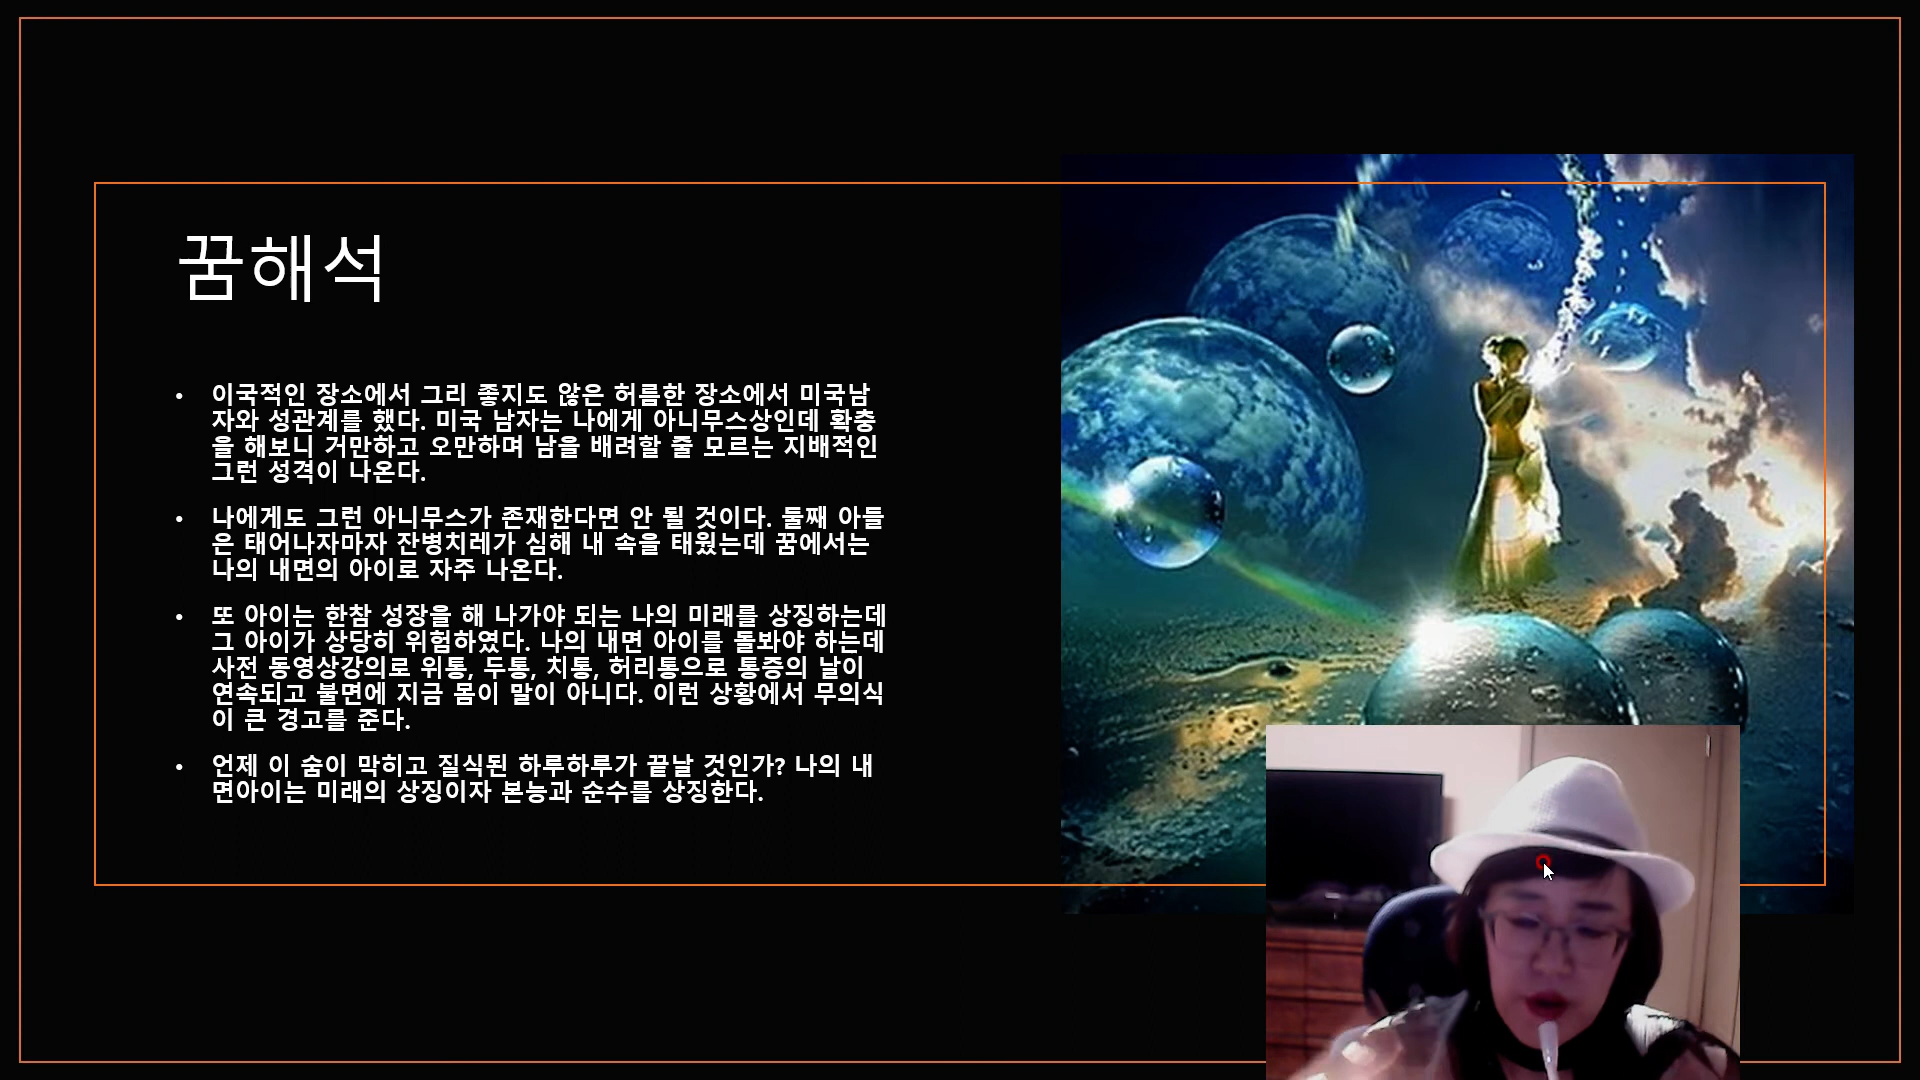 꿈해석
• 이국적인 장소에서 그리 좋지도 않은 허름한 장소에서 미국남
자와 성관계를 했다. 미국 남자는 나에게 아니무스상인데 확충
을 해보니 거만하고 오만하며 남을 배려할 줄 모르는 지배적인
그런 성격이 나온다.
• 나에게도 그런 아니무스가 존재한다면 안 될 것이다. 둘째 아들
은 태어나자마자 잔병치레가 심해 내 속을 태웠는데 꿈에서는
나의 내면의 아이로 자주 나온다.
• 또 아이는 한참 성장을 해 나가야 되는 나의 미래를 상징하는데
그 아이가 상당히 위험하였다. 나의 내면 아이를 돌봐야 하는데
사전 동영상강의로 위통, 두통, 치통, 허리통으로 통증의 날이
연속되고 불면에 지금 몸이 말이 아니다. 이런 상황에서 무의식
이 큰 경고를 준다.
• 언제 이 숨이 막히고 질식된 하루하루가 끝날 것인가? 나의 내
면아이는 미래의 상징이자 본능과 순수를 상징한다.